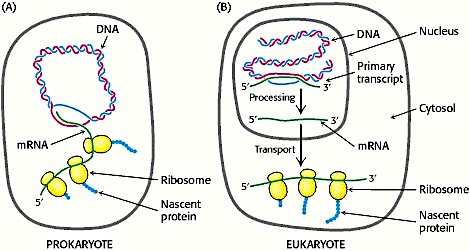 (A)
DNA
mRNA
Ribosome
5′
Nascent
protein
PROKARYOTE
(B)
DNA
Nucleus
Primary
transcript
5′
3′
Processing
Cytosol
5′
3′
mRNA
Transport
5′
3′
Ribosome
Nascent
protein
EUKARYOTE